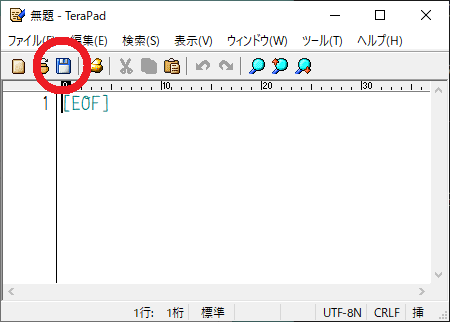 無題 - TeraPad
ファイル(F) 編集(E) 検索(S) 表示(V) ウィンドウ(W) ツール(T) ヘルプ(H)
0 10 20 30
1 [EOF]
1行: 1桁 標準 UTF-8N CRLF 挿